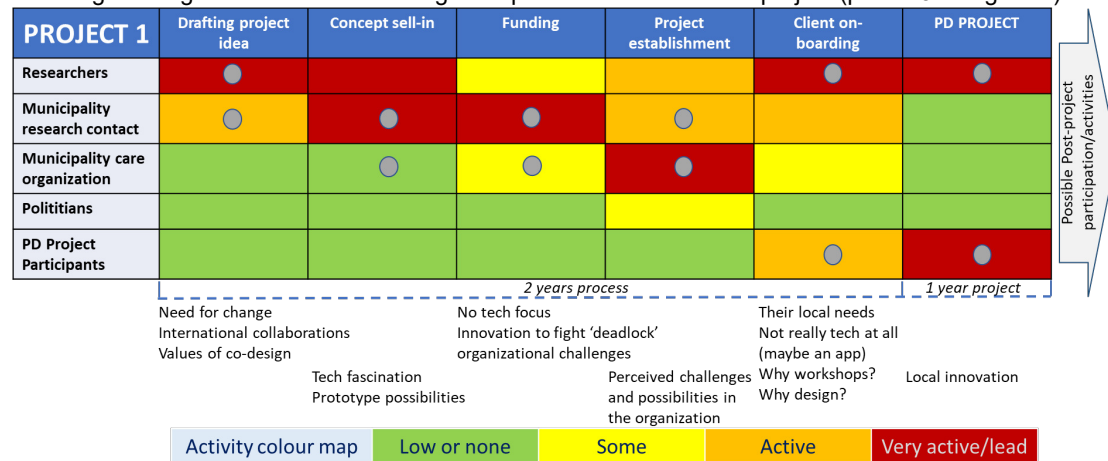 PROJECT 1
Drafting project
idea
Concept sell-in
Funding
Project
establishment
Client on-
boarding
PD PROJECT
Researchers
Municipality
research contact
Municipality care
organization
Polititians
PD Project
Participants
Possible Post-project
participation/activities
2 years process
1 year project
Need for change
International collaborations
Values of co-design
Tech fascination
Prototype possibilities
No tech focus
Innovation to fight ‘deadlock’
organizational challenges
Perceived challenges
and possibilities in
the organization
Their local needs
Not really tech at all
(maybe an app)
Why workshops?
Why design?
Local innovation
Activity colour map
Low or none
Some
Active
Very active/lead